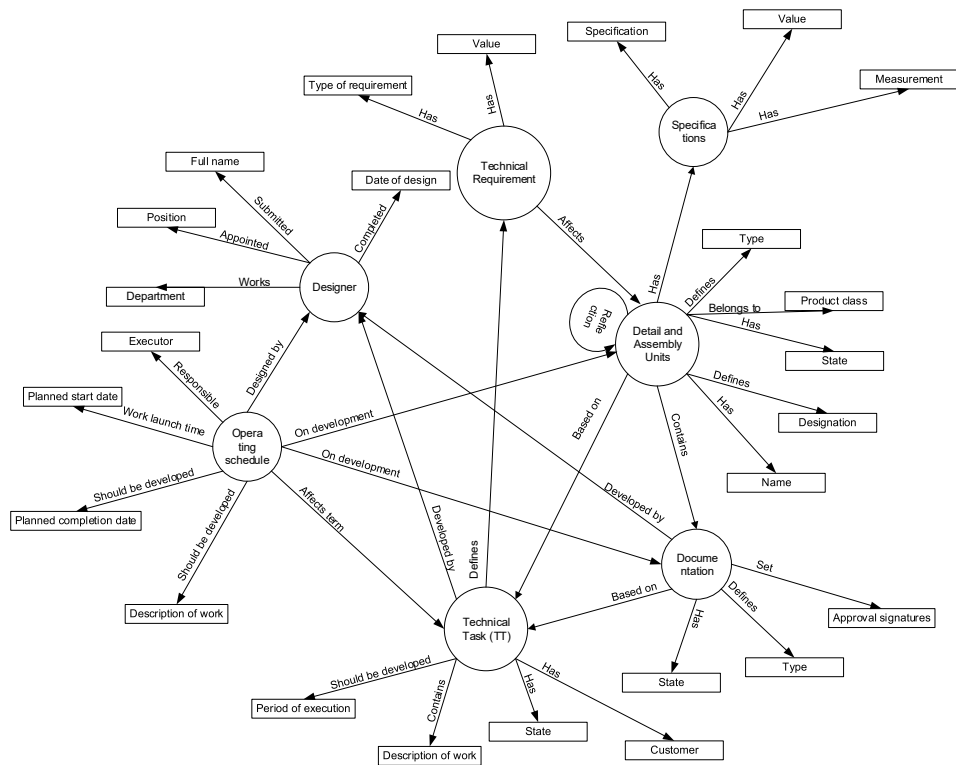 Value
Specification
Value
Type of requirement
Measurement
Has
Has
Has
Has
Has
Specifica
tions
Technical
Requirement
Full name
Date of design
Submitted
Position
Appointed
Completed
Affects
Type
Works
Designer
Has
Defines
Department
Belongs to
Product class
Refle
ction
Detail and
Assembly
Units
Has
State
Executor
Responsible
Designed by
Defines
Planned start date
Work launch time
On development
Based on
Has
Designation
Opera
ting
schedule
Contains
On development
Should be developed
Name
Planned completion date
Affects term
Developed by
Developed by
Should be developed
Defines
Docume
ntation
Set
Based on
Defines
Has
Description of work
Technical
Task (TT)
Approval signatures
Should be developed
Has
Type
State
Period of execution
Contains
Has
State
Customer
Description of work